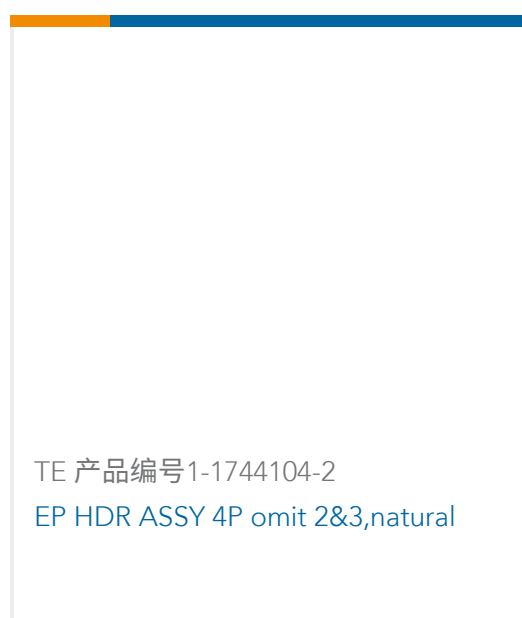 TE 产品编号1-1744104-2
EP HDR ASSY 4P omit 2&3,natural